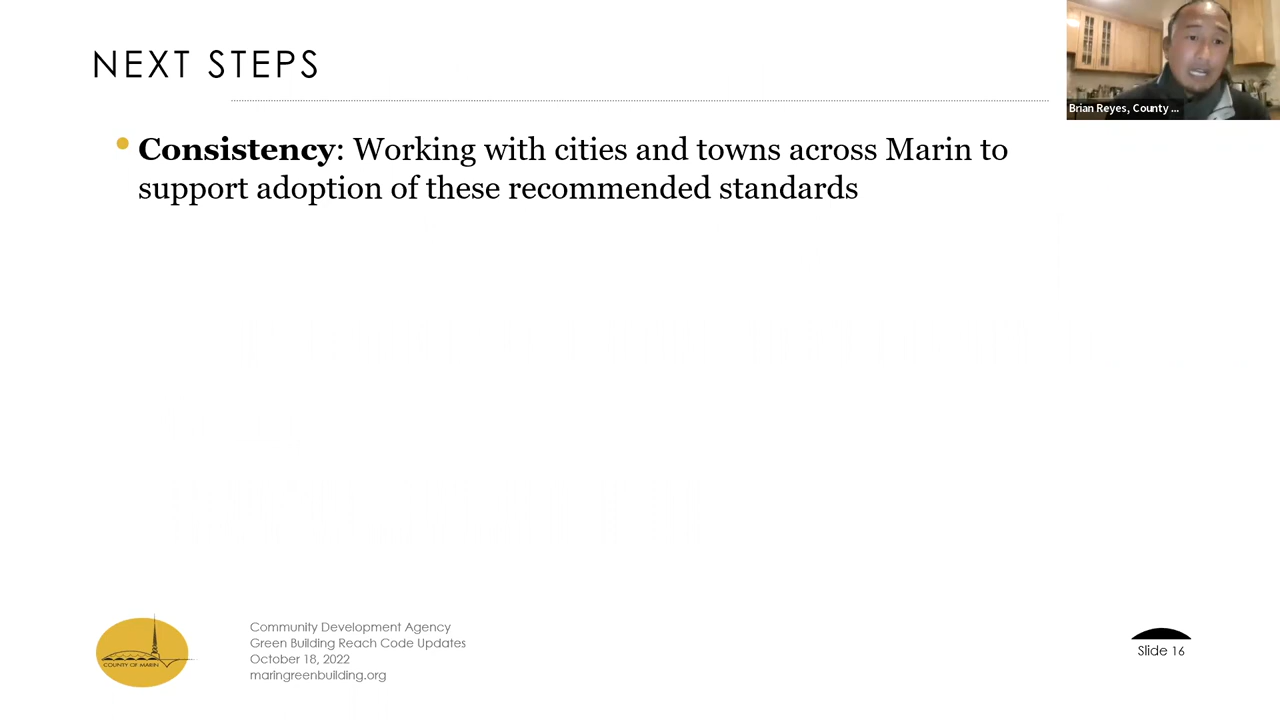 NEXT STEPS
Brian Reyes, County ...
• Consistency: Working with cities and towns across Marin to
support adoption of these recommended standards
COUNTY OF MARIN
Community Development Agency
Green Building Reach Code Updates
October 18, 2022
maringreenbuilding.org
Slide 16